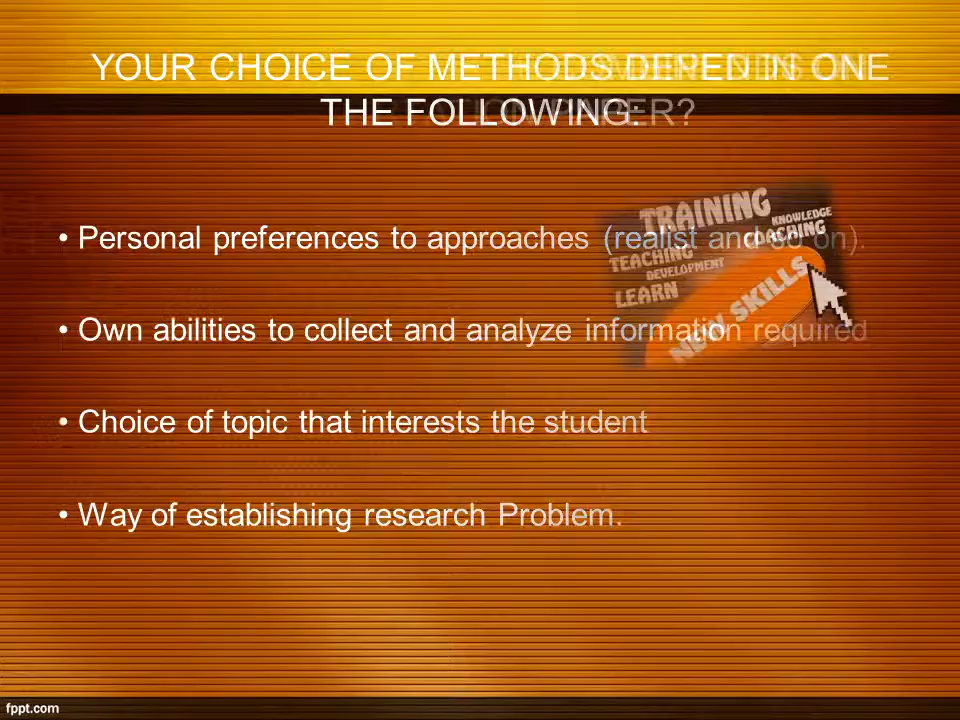 YOUR CHOICE OF METHODS DEPEND IN ONE
THE FOLLOWING:
• Personal preferences to approaches (realist and so on).
• Own abilities to collect and analyze information required
• Choice of topic that interests the student
• Way of establishing research Problem.
TRAINING
KNOWLEDGE
COACHING
TEACHING
DEVELOPMENT
LEARN
NEW SKILLS
fppt.com